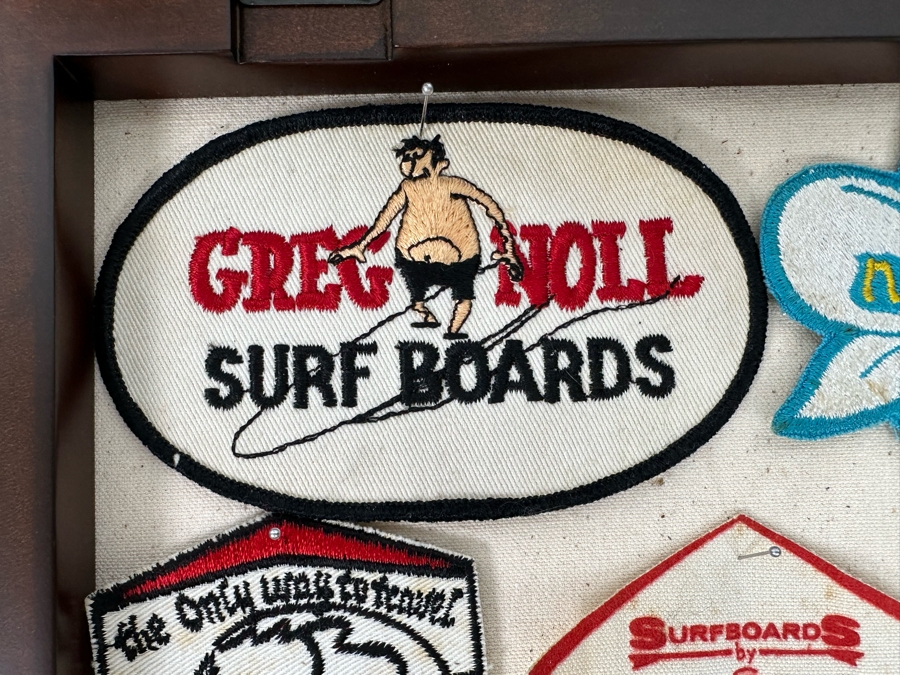 GREG NOLL
SURF BOARDS
the only way to travel
SURFBOARDS
by